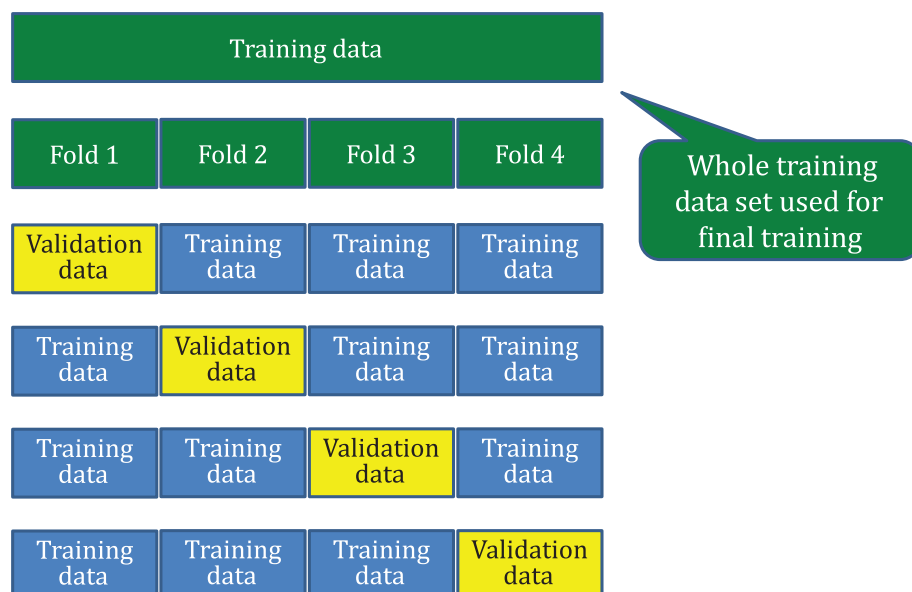 Training data
Fold 1 Fold 2 Fold 3 Fold 4
Whole training
data set used for
final training
Validation Training Training Training
data data data data
Training Validation Training Training
data data data data
Training Training Validation Training
data data data data
Training Training Training Validation
data data data data